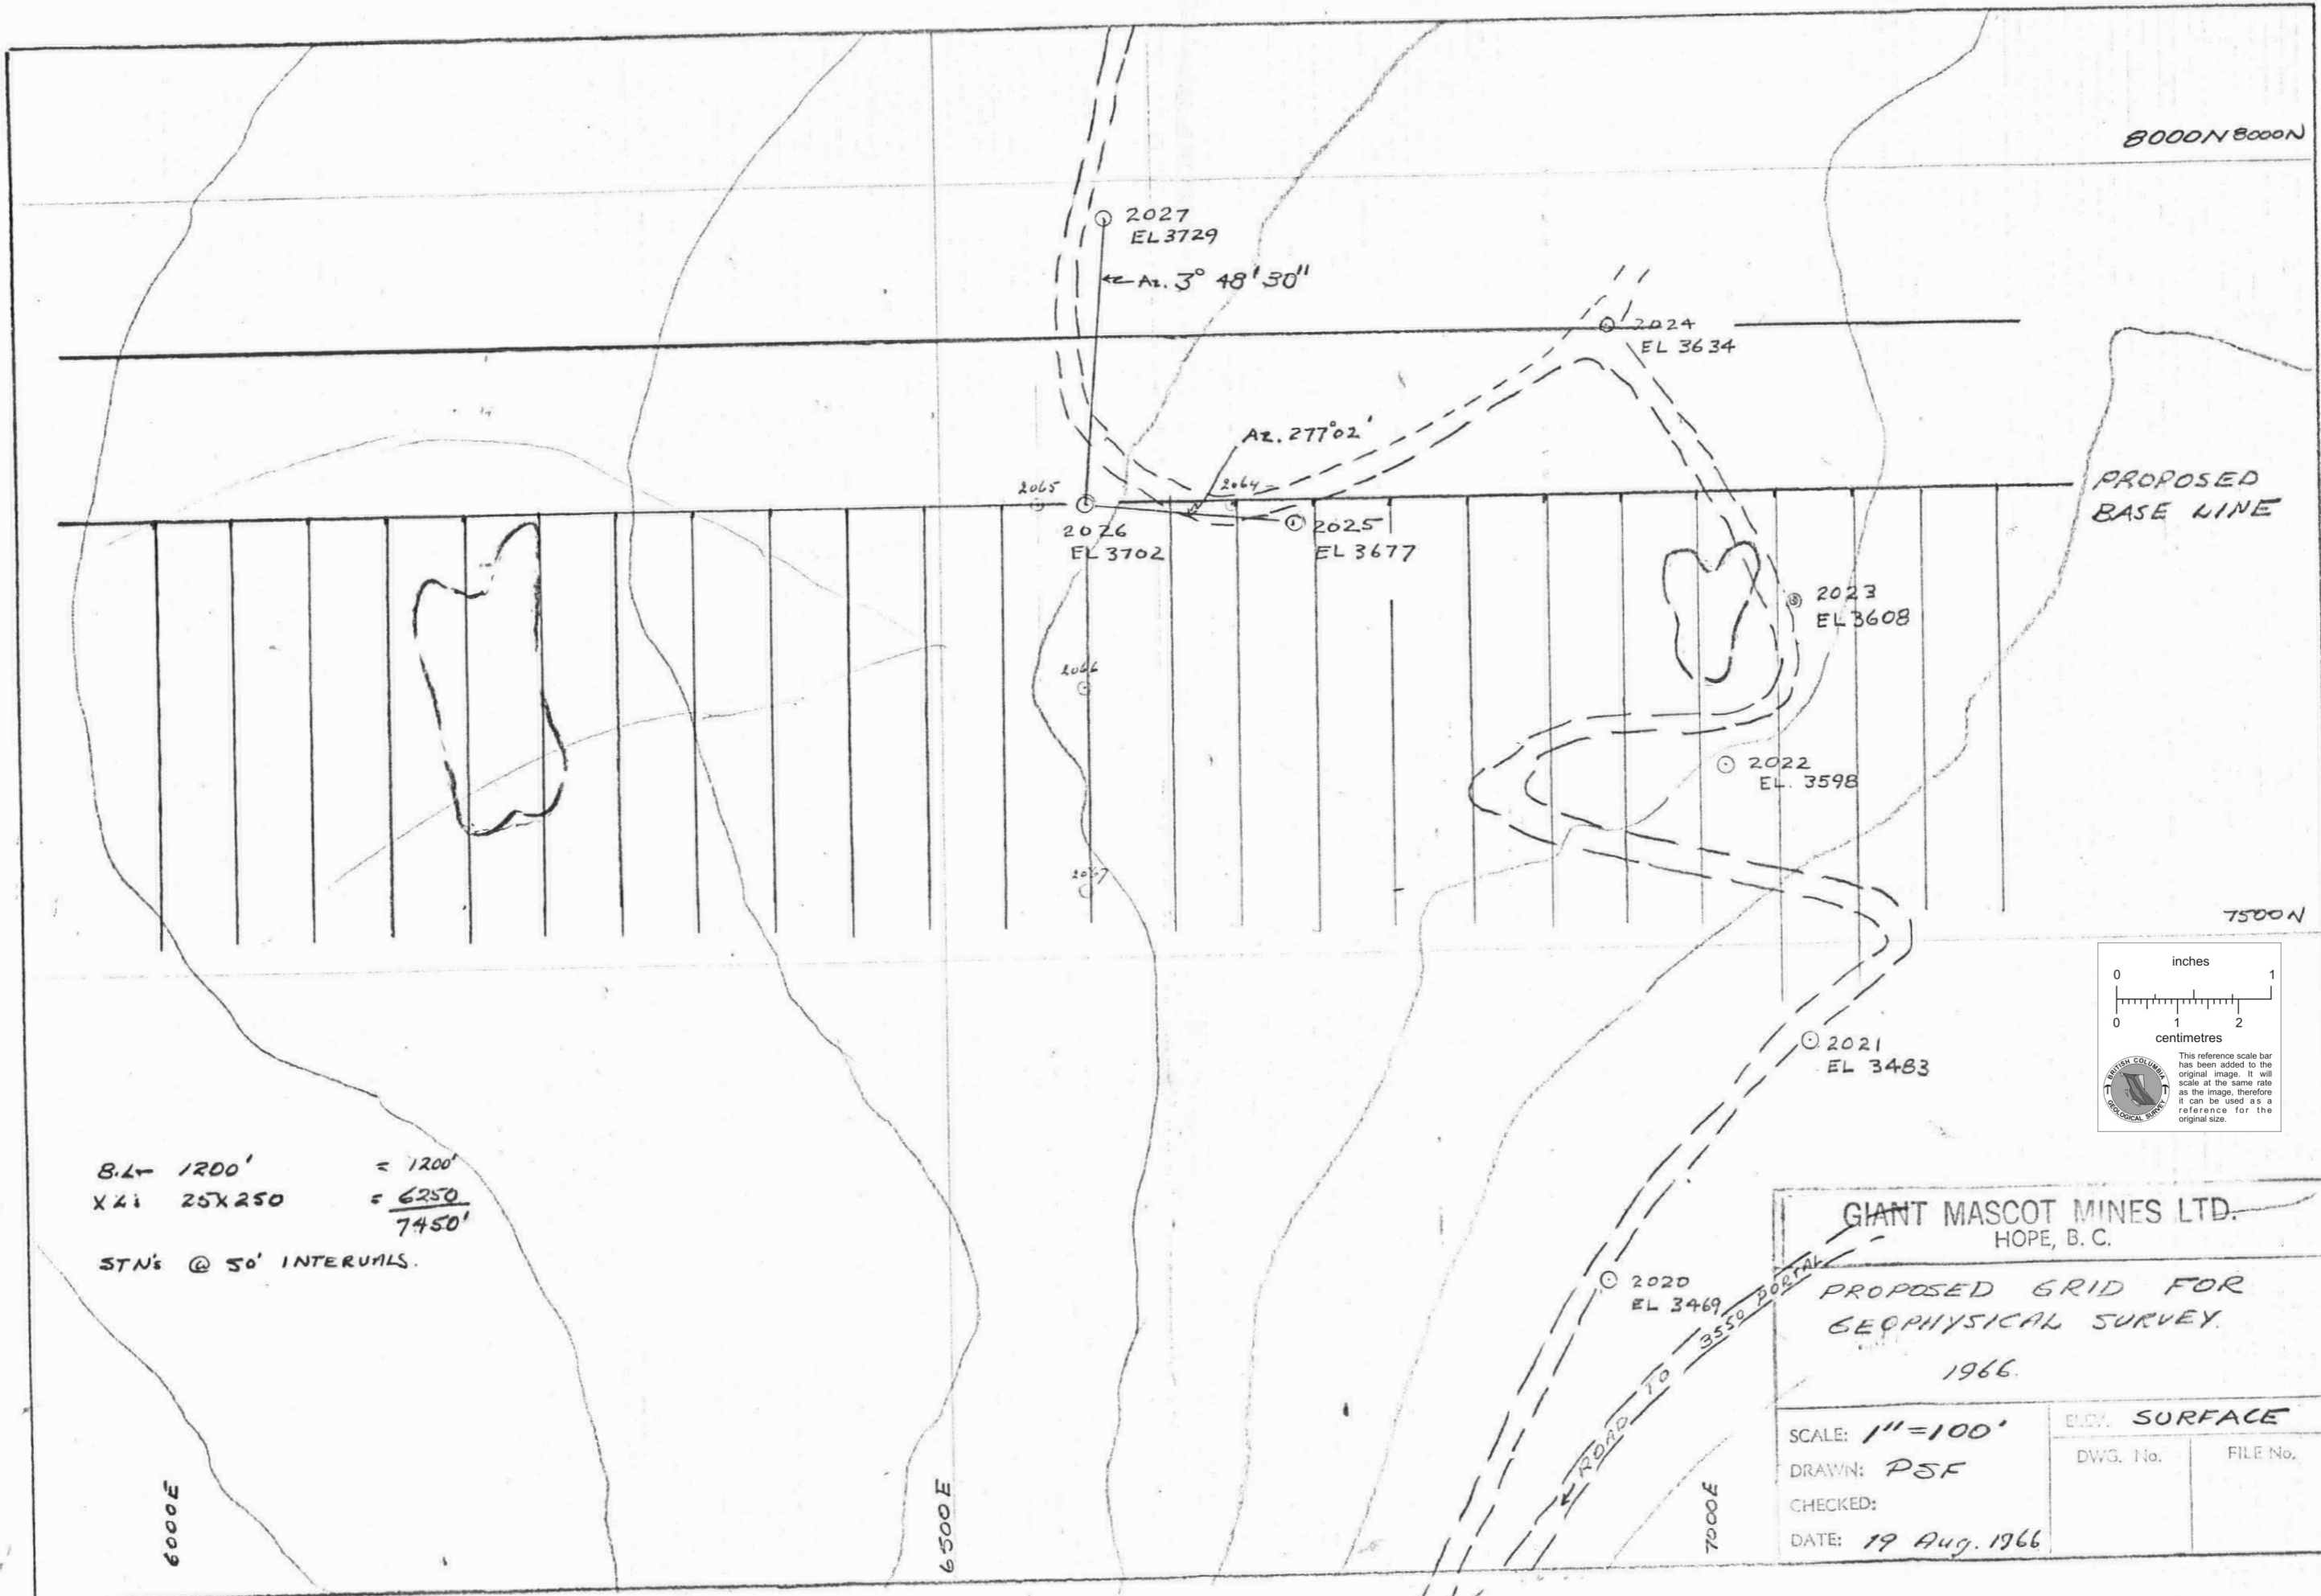 8000N 8000N
2027
EL 3729
← Az. 3° 48' 30"
2024
EL 3634
Az. 277°02'
PROPOSED
BASE LINE
2065
2064
2026
EL 3702
2025
EL 3677
2023
EL 3608
2066
2022
EL. 3598
2067
7500N
inches
0 1
0 1 2
centimetres
This reference scale bar
has been added to the
original image. It will
scale at the same rate
as the image, therefore
it can be used as a
reference for the
original size.
BRITISH COLUMBIA
GEOLOGICAL SURVEY
2021
EL 3483
B.L- 1200' = 1200'
X L: 25X250 = 6250
7450'
STN's @ 50' INTERVALS.
2020
EL 3469
ROAD TO 3550 PORTAL
GIANT MASCOT MINES LTD.
HOPE, B. C.
PROPOSED GRID FOR
GEOPHYSICAL SURVEY.
1966.
SCALE: 1"=100'
ELEV. SURFACE
DRAWN: PSF
DWG. No.
FILE No.
CHECKED:
DATE: 19 Aug. 1966
6000E
6500E
7000E